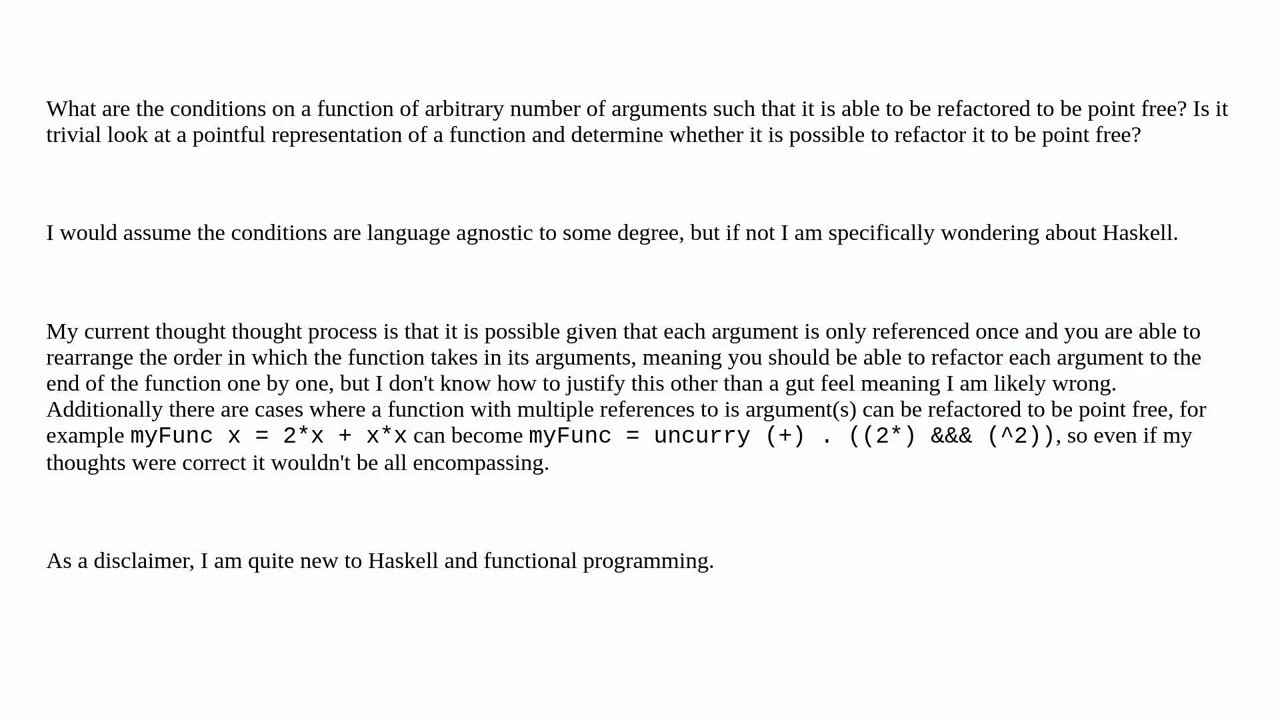 What are the conditions on a function of arbitrary number of arguments such that it is able to be refactored to be point free? Is it
trivial look at a pointful representation of a function and determine whether it is possible to refactor it to be point free?
I would assume the conditions are language agnostic to some degree, but if not I am specifically wondering about Haskell.
My current thought thought process is that it is possible given that each argument is only referenced once and you are able to
rearrange the order in which the function takes in its arguments, meaning you should be able to refactor each argument to the
end of the function one by one, but I don't know how to justify this other than a gut feel meaning I am likely wrong.
Additionally there are cases where a function with multiple references to is argument(s) can be refactored to be point free, for
example myFunc x = 2*x + x*x can become myFunc = uncurry (+) . ((2*) &&& (^2)), so even if my
thoughts were correct it wouldn't be all encompassing.
As a disclaimer, I am quite new to Haskell and functional programming.